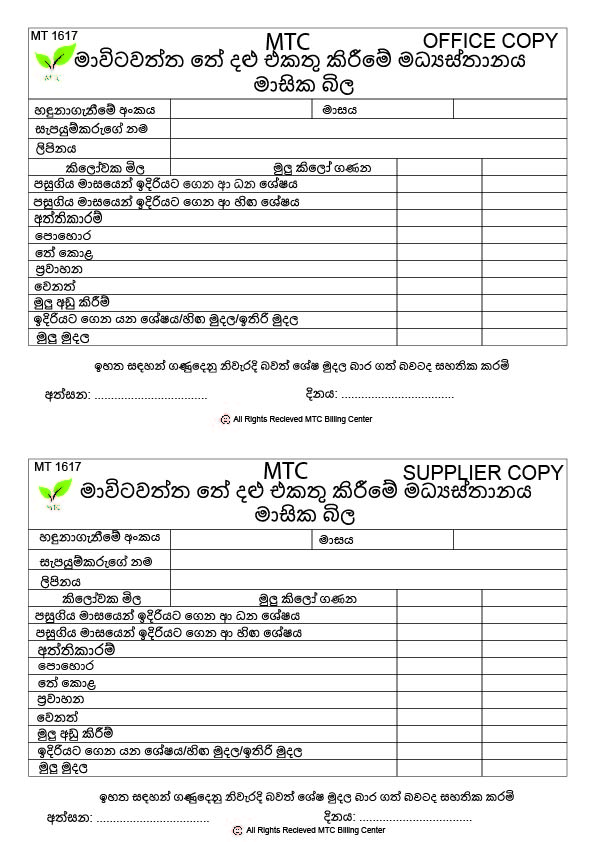 MT 1617
MTC
OFFICE COPY
මාවිටවත්ත තේ දළු එකතු කිරීමේ මධ්‍යස්තානය
MTC
මාසික බිල
හඳුනාගැනීමේ අංකය මාසය
සැපයුම්කරුගේ නම
ලිපිනය
කිලෝවක මිල මුලු කිලෝ ගණන
පසුගිය මාසයෙන් ඉදිරියට ගෙන ආ ධන ශේෂය
පසුගිය මාසයෙන් ඉදිරියට ගෙන ආ හිඟ ශේෂය
අත්තිකාරම්
පොහොර
තේ කොළ
ප්‍රවාහන
වෙනත්
මුලු අඩු කිරීම්
ඉදිරියට ගෙන යන ශේෂය/හිඟ මුදල/ඉතිරි මුදල
මුලු මුදල
ඉහත සඳහන් ගණුදෙනු නිවැරදි බවත් ශේෂ මුදල බාර ගත් බවටද සහතික කරමි
අත්සන: .................................. දිනය: ..................................
All Rights Recieved MTC Billing Center
MT 1617
MTC
SUPPLIER COPY
මාවිටවත්ත තේ දළු එකතු කිරීමේ මධ්‍යස්තානය
MTC
මාසික බිල
හඳුනාගැනීමේ අංකය මාසය
සැපයුම්කරුගේ නම
ලිපිනය
කිලෝවක මිල මුලු කිලෝ ගණන
පසුගිය මාසයෙන් ඉදිරියට ගෙන ආ ධන ශේෂය
පසුගිය මාසයෙන් ඉදිරියට ගෙන ආ හිඟ ශේෂය
අත්තිකාරම්
පොහොර
තේ කොළ
ප්‍රවාහන
වෙනත්
මුලු අඩු කිරීම්
ඉදිරියට ගෙන යන ශේෂය/හිඟ මුදල/ඉතිරි මුදල
මුලු මුදල
ඉහත සඳහන් ගණුදෙනු නිවැරදි බවත් ශේෂ මුදල බාර ගත් බවටද සහතික කරමි
අත්සන: .................................. දිනය: ..................................
All Rights Recieved MTC Billing Center